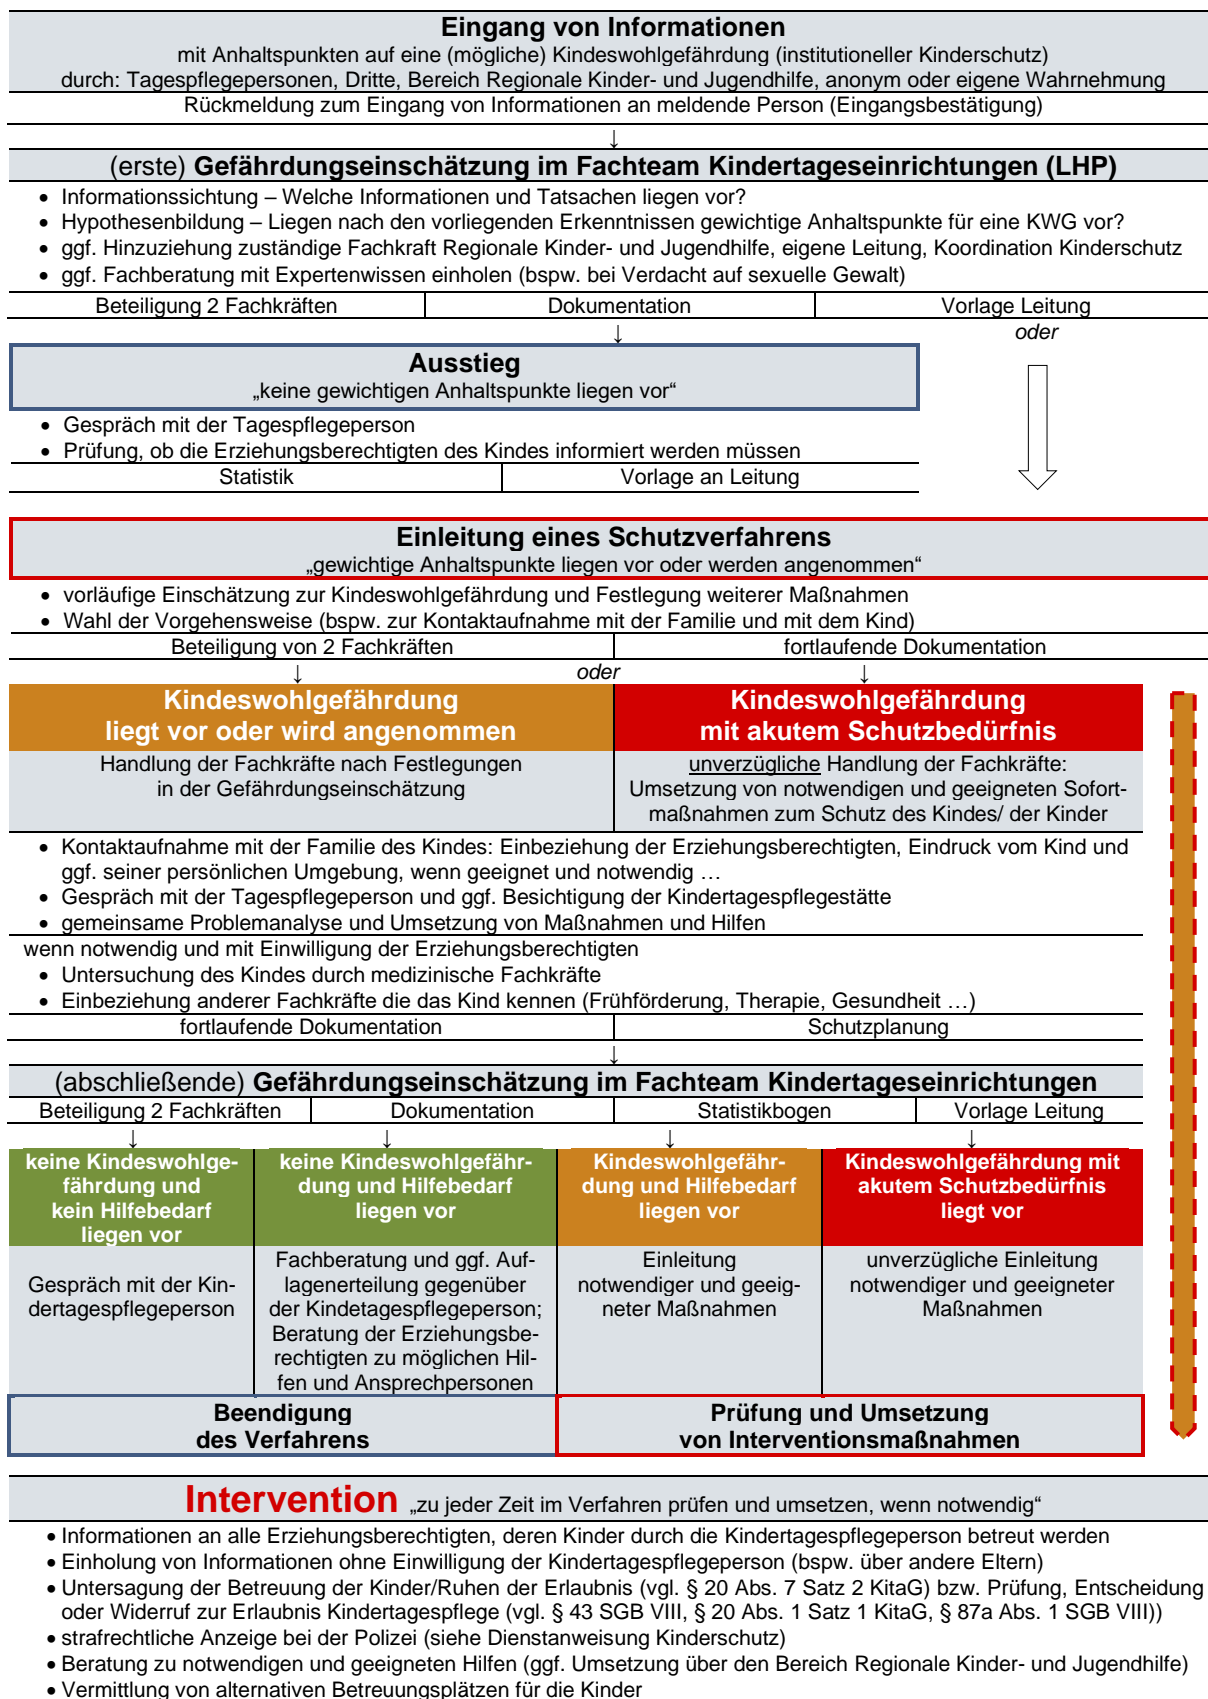 Eingang von Informationen
mit Anhaltspunkten auf eine (mögliche) Kindeswohlgefährdung (institutioneller Kinderschutz)
durch: Tagespflegepersonen, Dritte, Bereich Regionale Kinder- und Jugendhilfe, anonym oder eigene Wahrnehmung
Rückmeldung zum Eingang von Informationen an meldende Person (Eingangsbestätigung)
↓
(erste) Gefährdungseinschätzung im Fachteam Kindertageseinrichtungen (LHP)
• Informationssichtung – Welche Informationen und Tatsachen liegen vor?
• Hypothesenbildung – Liegen nach den vorliegenden Erkenntnissen gewichtige Anhaltspunkte für eine KWG vor?
• ggf. Hinzuziehung zuständige Fachkraft Regionale Kinder- und Jugendhilfe, eigene Leitung, Koordination Kinderschutz
• ggf. Fachberatung mit Expertenwissen einholen (bspw. bei Verdacht auf sexuelle Gewalt)
Beteiligung 2 Fachkräften Dokumentation Vorlage Leitung
↓ oder
Ausstieg
„keine gewichtigen Anhaltspunkte liegen vor“
• Gespräch mit der Tagespflegeperson
• Prüfung, ob die Erziehungsberechtigten des Kindes informiert werden müssen
Statistik Vorlage an Leitung
Einleitung eines Schutzverfahrens
„gewichtige Anhaltspunkte liegen vor oder werden angenommen“
• vorläufige Einschätzung zur Kindeswohlgefährdung und Festlegung weiterer Maßnahmen
• Wahl der Vorgehensweise (bspw. zur Kontaktaufnahme mit der Familie und mit dem Kind)
Beteiligung von 2 Fachkräften fortlaufende Dokumentation
↓ oder ↓
Kindeswohlgefährdung
liegt vor oder wird angenommen
Handlung der Fachkräfte nach Festlegungen
in der Gefährdungseinschätzung
Kindeswohlgefährdung
mit akutem Schutzbedürfnis
unverzügliche Handlung der Fachkräfte:
Umsetzung von notwendigen und geeigneten Sofort-
maßnahmen zum Schutz des Kindes/ der Kinder
• Kontaktaufnahme mit der Familie des Kindes: Einbeziehung der Erziehungsberechtigten, Eindruck vom Kind und
ggf. seiner persönlichen Umgebung, wenn geeignet und notwendig …
• Gespräch mit der Tagespflegeperson und ggf. Besichtigung der Kindertagespflegestätte
• gemeinsame Problemanalyse und Umsetzung von Maßnahmen und Hilfen
wenn notwendig und mit Einwilligung der Erziehungsberechtigten
• Untersuchung des Kindes durch medizinische Fachkräfte
• Einbeziehung anderer Fachkräfte die das Kind kennen (Frühförderung, Therapie, Gesundheit …)
fortlaufende Dokumentation Schutzplanung
↓
(abschließende) Gefährdungseinschätzung im Fachteam Kindertageseinrichtungen
Beteiligung 2 Fachkräften Dokumentation Statistikbogen Vorlage Leitung
↓ ↓ ↓ ↓
keine Kindeswohlge-
fährdung und
kein Hilfebedarf
liegen vor
Gespräch mit der Kin-
dertagespflegeperson
keine Kindeswohlgefähr-
dung und Hilfebedarf
liegen vor
Fachberatung und ggf. Auf-
lagenerteilung gegenüber
der Kindetagespflegeperson;
Beratung der Erziehungsbe-
rechtigten zu möglichen Hil-
fen und Ansprechpersonen
Kindeswohlgefähr-
dung und Hilfebedarf
liegen vor
Einleitung
notwendiger und geeig-
neter Maßnahmen
Kindeswohlgefährdung mit
akutem Schutzbedürfnis
liegt vor
unverzügliche Einleitung
notwendiger und geeigneter
Maßnahmen
Beendigung
des Verfahrens
Prüfung und Umsetzung
von Interventionsmaßnahmen
Intervention „zu jeder Zeit im Verfahren prüfen und umsetzen, wenn notwendig“
• Informationen an alle Erziehungsberechtigten, deren Kinder durch die Kindertagespflegeperson betreut werden
• Einholung von Informationen ohne Einwilligung der Kindertagespflegeperson (bspw. über andere Eltern)
• Untersagung der Betreuung der Kinder/Ruhen der Erlaubnis (vgl. § 20 Abs. 7 Satz 2 KitaG) bzw. Prüfung, Entscheidung
oder Widerruf zur Erlaubnis Kindertagespflege (vgl. § 43 SGB VIII, § 20 Abs. 1 Satz 1 KitaG, § 87a Abs. 1 SGB VIII))
• strafrechtliche Anzeige bei der Polizei (siehe Dienstanweisung Kinderschutz)
• Beratung zu notwendigen und geeigneten Hilfen (ggf. Umsetzung über den Bereich Regionale Kinder- und Jugendhilfe)
• Vermittlung von alternativen Betreuungsplätzen für die Kinder